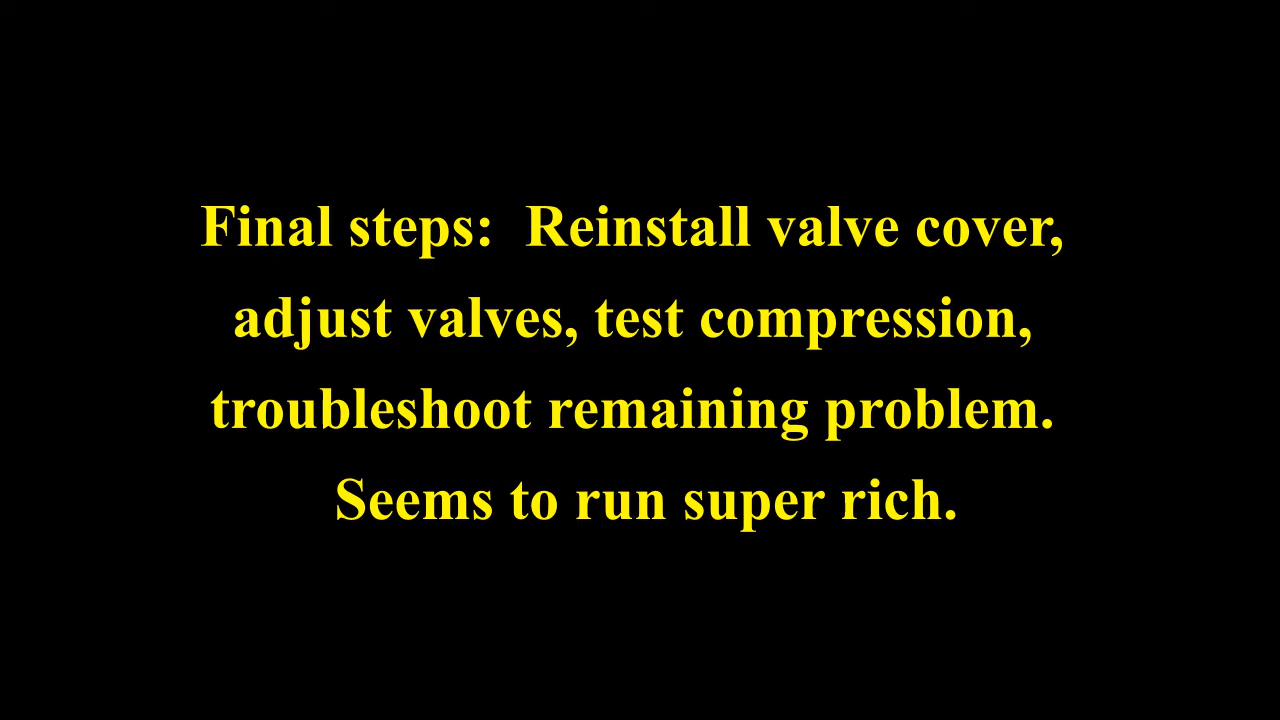 Final steps:  Reinstall valve cover,
adjust valves, test compression,
troubleshoot remaining problem.
Seems to run super rich.